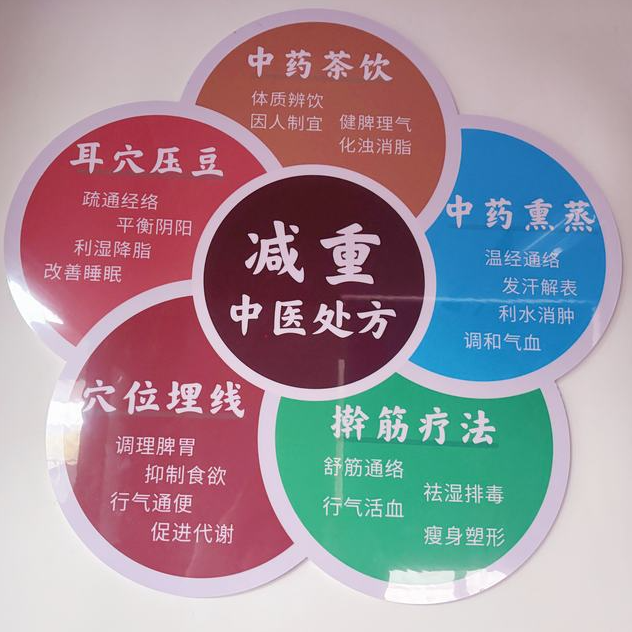 减重
中医处方
中药茶饮
体质辨饮
因人制宜
健脾理气
化浊消脂
中药熏蒸
温经通络
发汗解表
利水消肿
调和气血
擀筋疗法
舒筋通络
行气活血
祛湿排毒
瘦身塑形
穴位埋线
调理脾胃
抑制食欲
行气通便
促进代谢
耳穴压豆
疏通经络
平衡阴阳
利湿降脂
改善睡眠